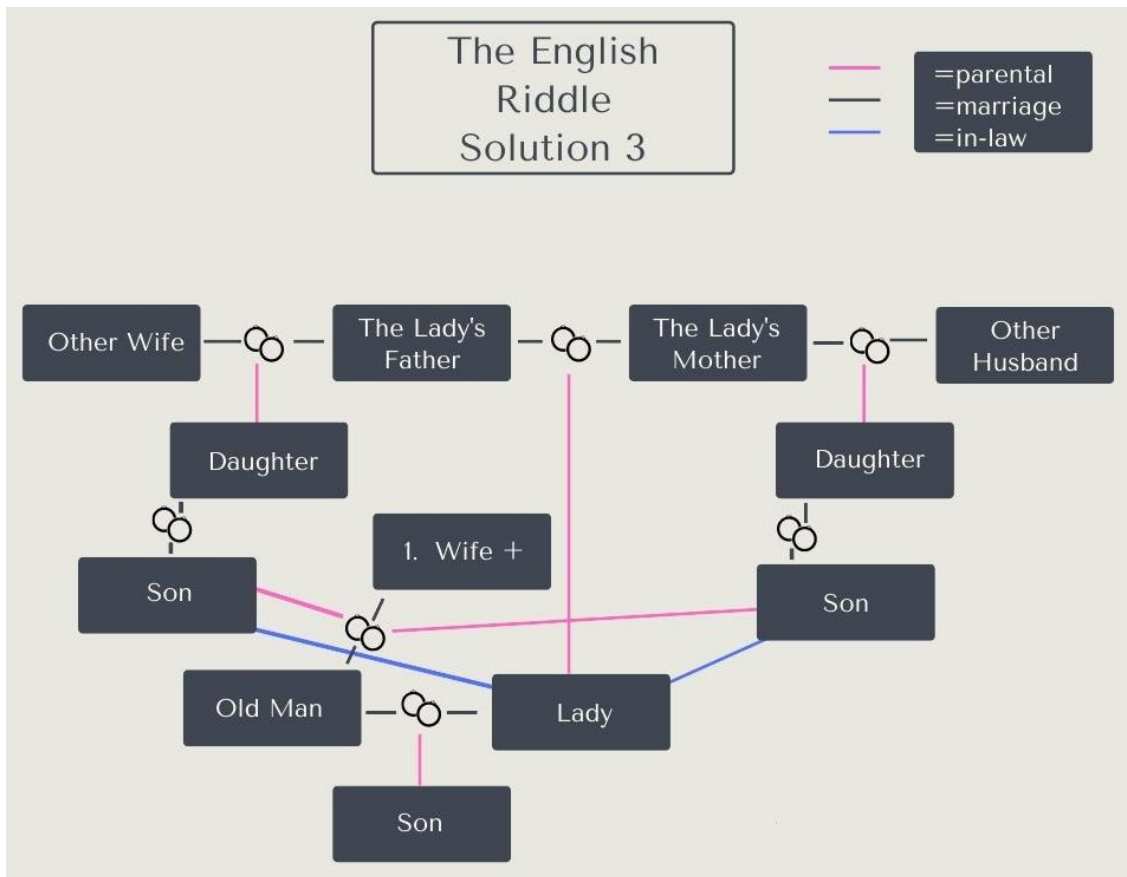 The English
Riddle
Solution 3
=parental
=marriage
=in-law
Other Wife
The Lady's
Father
The Lady's
Mother
Other
Husband
Daughter
Daughter
1. Wife +
Son
Son
Old Man
Lady
Son